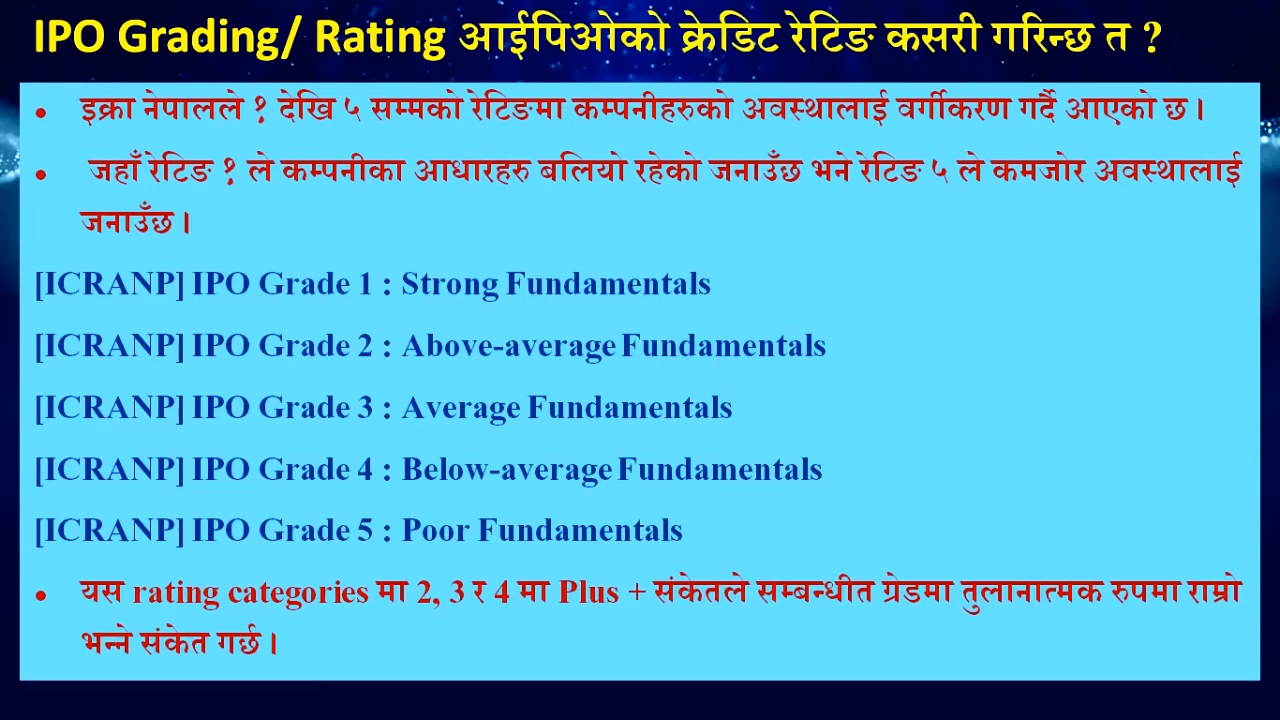 IPO Grading/ Rating आईपिओको क्रेडिट रेटिङ कसरी गरिन्छ त ?
• इक्रा नेपालले १ देखि ५ सम्मको रेटिङमा कम्पनीहरुको अवस्थालाई वर्गीकरण गर्दै आएको छ।
• जहाँ रेटिङ १ ले कम्पनीका आधारहरु बलियो रहेको जनाउँछ भने रेटिङ ५ ले कमजोर अवस्थालाई
जनाउँछ।
[ICRANP] IPO Grade 1 : Strong Fundamentals
[ICRANP] IPO Grade 2 : Above-average Fundamentals
[ICRANP] IPO Grade 3 : Average Fundamentals
[ICRANP] IPO Grade 4 : Below-average Fundamentals
[ICRANP] IPO Grade 5 : Poor Fundamentals
• यस rating categories मा 2, 3 र 4 मा Plus + संकेतले सम्बन्धीत ग्रेडमा तुलानात्मक रुपमा राम्रो
भन्ने संकेत गर्छ।